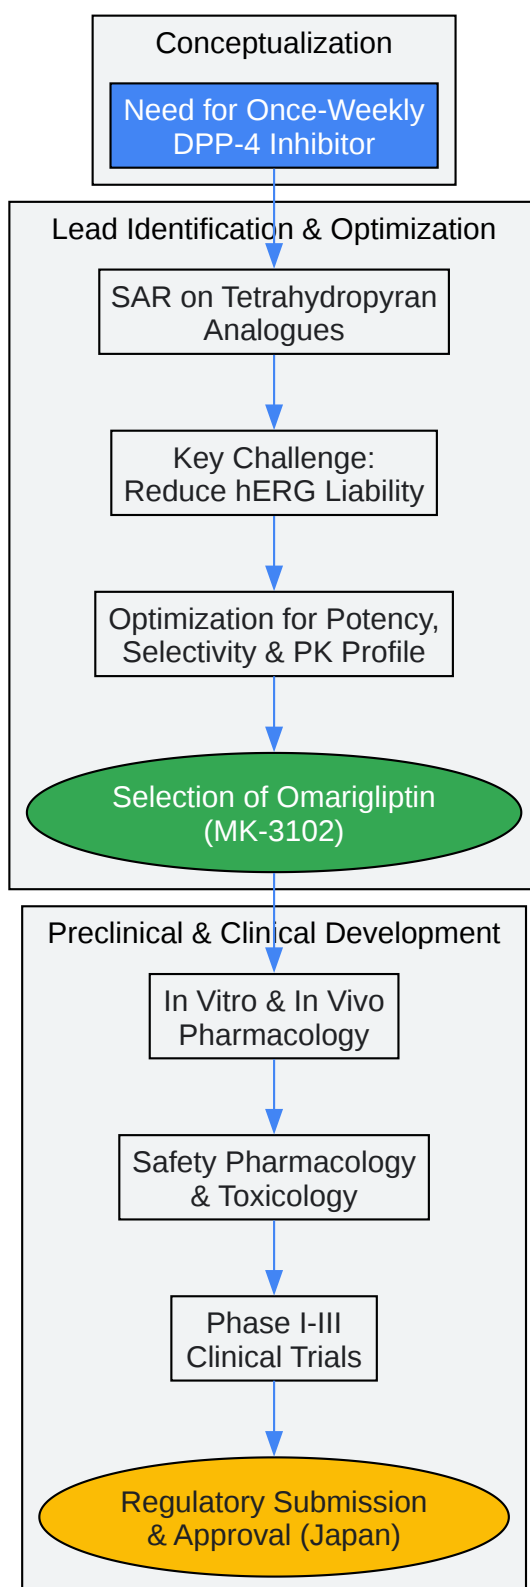 Conceptualization
Need for Once-Weekly
DPP-4 Inhibitor
Lead Identification & Optimization
SAR on Tetrahydropyran
Analogues
Key Challenge:
Reduce hERG Liability
Optimization for Potency,
Selectivity & PK Profile
Selection of Omarigliptin
(MK-3102)
Preclinical & Clinical Development
In Vitro & In Vivo
Pharmacology
Safety Pharmacology
& Toxicology
Phase I-III
Clinical Trials
Regulatory Submission
& Approval (Japan)